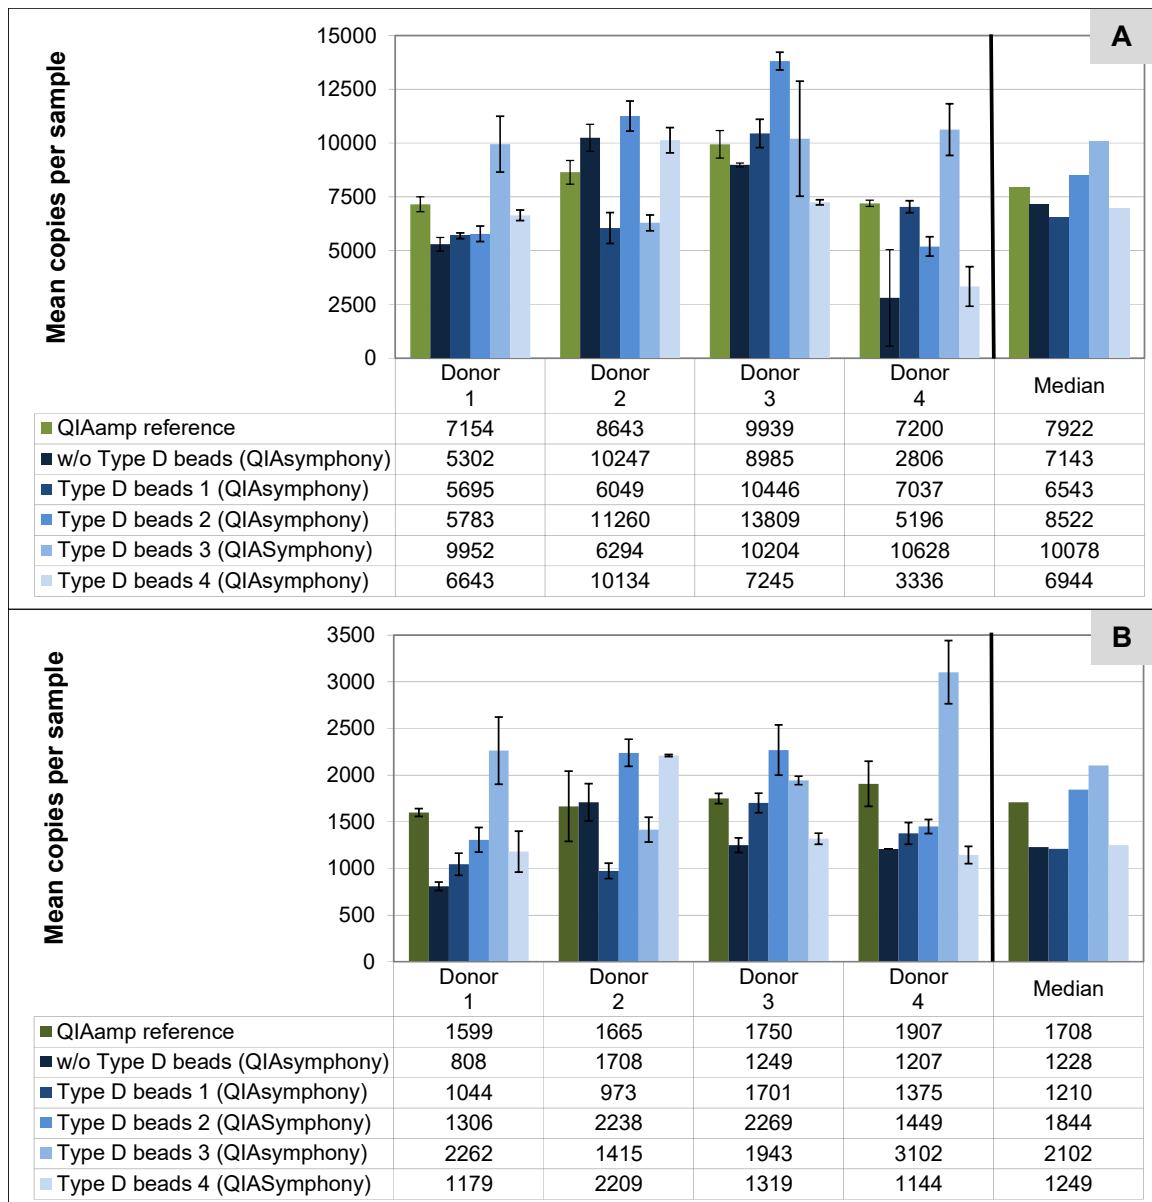 A
Mean copies per sample
15000
12500
10000
7500
5000
2500
0
Donor 1 Donor 2 Donor 3 Donor 4 Median
QIAamp reference 7154 8643 9939 7200 7922
w/o Type D beads (QIAsymphony) 5302 10247 8985 2806 7143
Type D beads 1 (QIAsymphony) 5695 6049 10446 7037 6543
Type D beads 2 (QIAsymphony) 5783 11260 13809 5196 8522
Type D beads 3 (QIASymphony) 9952 6294 10204 10628 10078
Type D beads 4 (QIAsymphony) 6643 10134 7245 3336 6944
B
Mean copies per sample
3500
3000
2500
2000
1500
1000
500
0
Donor 1 Donor 2 Donor 3 Donor 4 Median
QIAamp reference 1599 1665 1750 1907 1708
w/o Type D beads (QIAsymphony) 808 1708 1249 1207 1228
Type D beads 1 (QIAsymphony) 1044 973 1701 1375 1210
Type D beads 2 (QIASymphony) 1306 2238 2269 1449 1844
Type D beads 3 (QIAsymphony) 2262 1415 1943 3102 2102
Type D beads 4 (QIASymphony) 1179 2209 1319 1144 1249